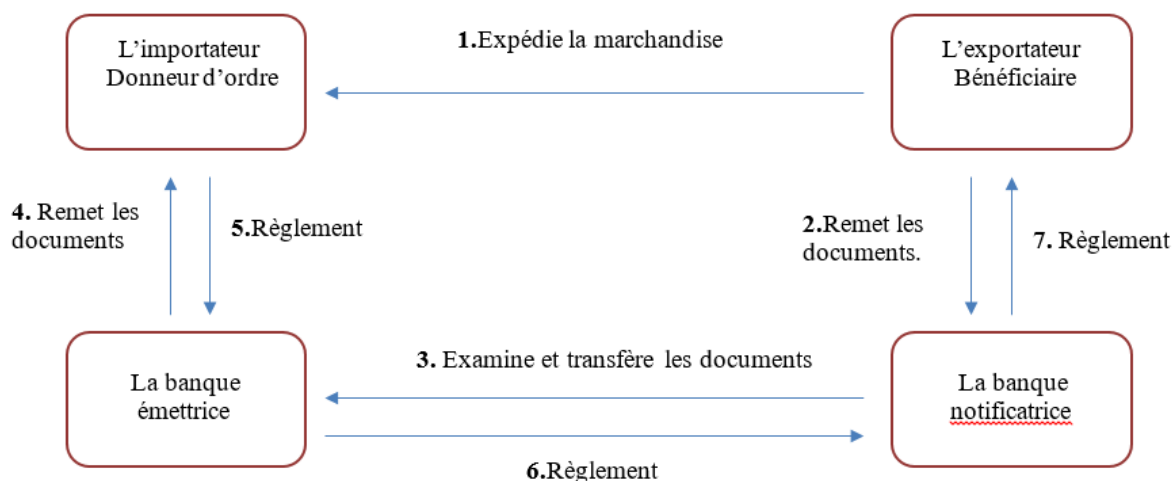 L’importateur
Donneur d’ordre
1.Expédie la marchandise
L’exportateur
Bénéficiaire
4. Remet les
documents
5.Règlement
2.Remet les
documents.
7. Règlement
La banque
émettrice
3. Examine et transfère les documents
La banque
notificatrice
6.Règlement